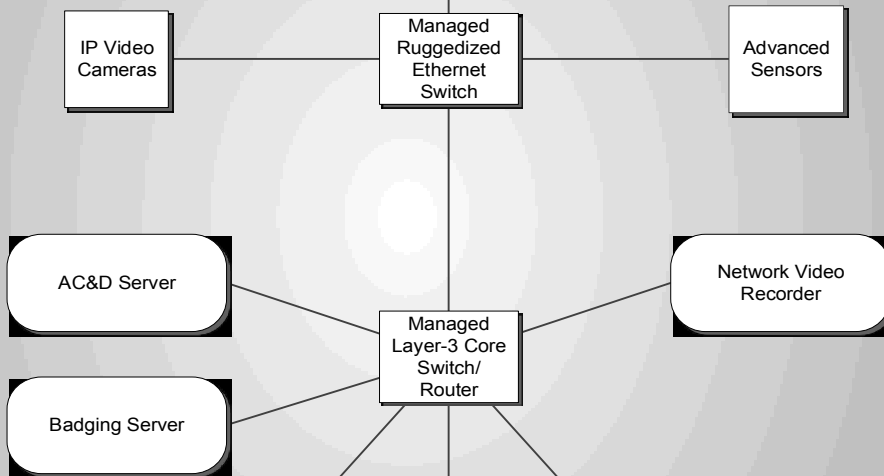 IP Video
Cameras
Managed
Ruggedized
Ethernet
Switch
Advanced
Sensors
AC&D Server
Network Video
Recorder
Managed
Layer-3 Core
Switch/
Router
Badging Server